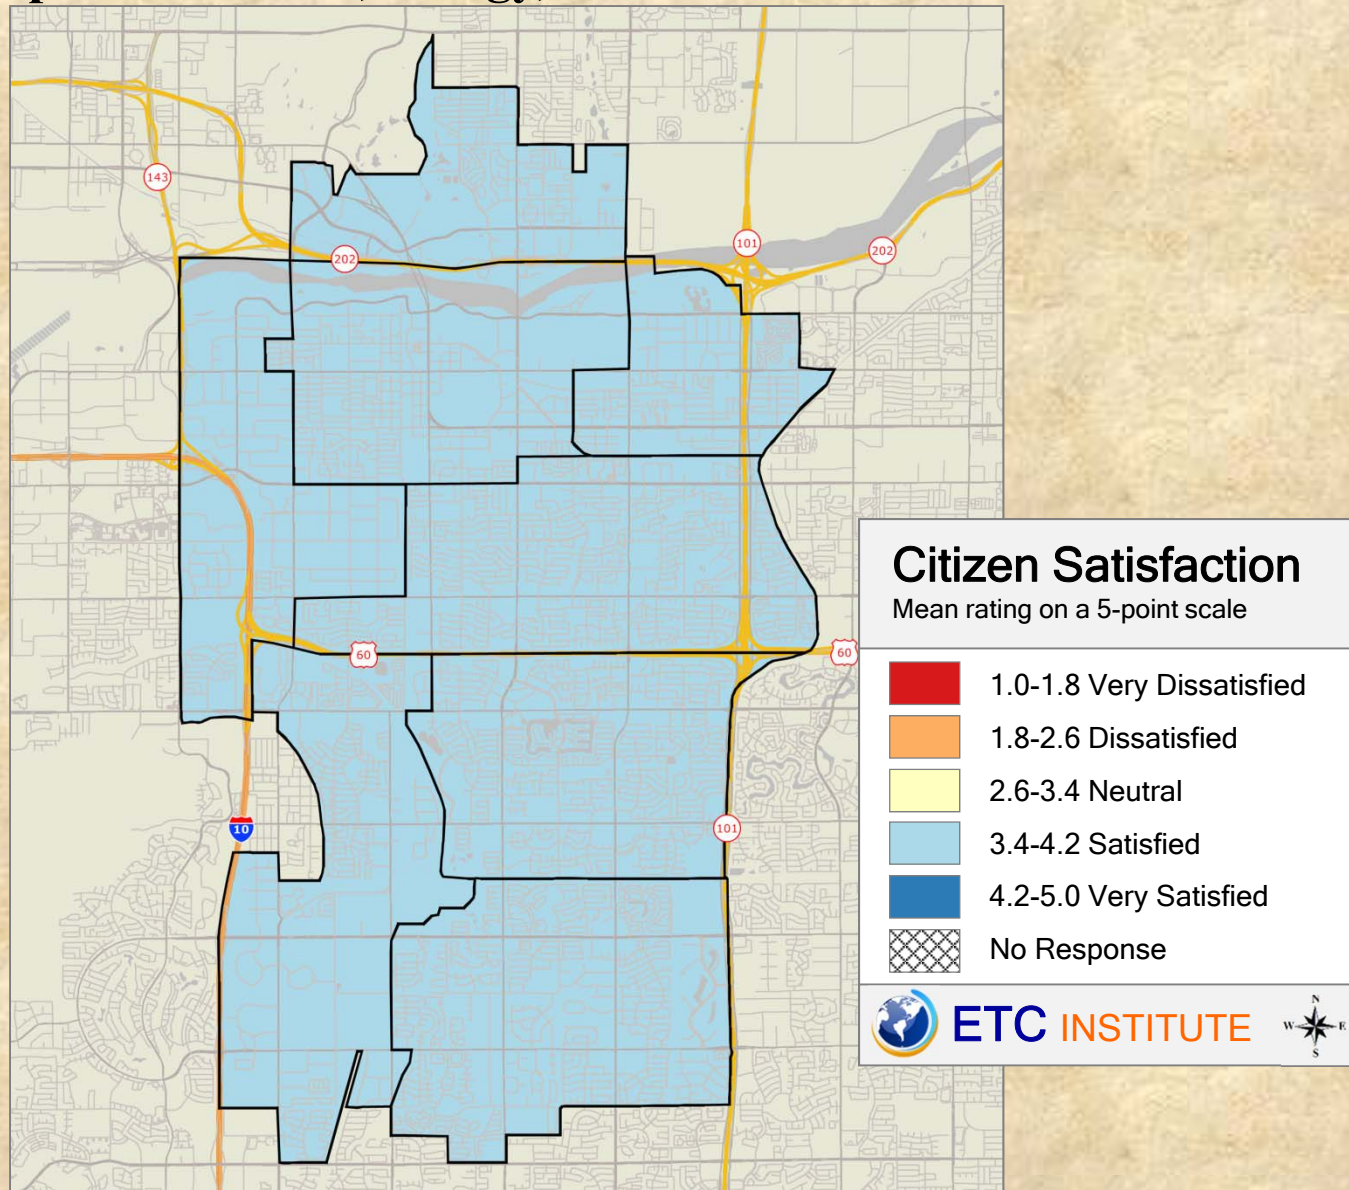 143
202
101
202
60
60
10
101
Citizen Satisfaction
Mean rating on a 5-point scale
1.0-1.8 Very Dissatisfied
1.8-2.6 Dissatisfied
2.6-3.4 Neutral
3.4-4.2 Satisfied
4.2-5.0 Very Satisfied
No Response
ETC INSTITUTE
N
W E
S